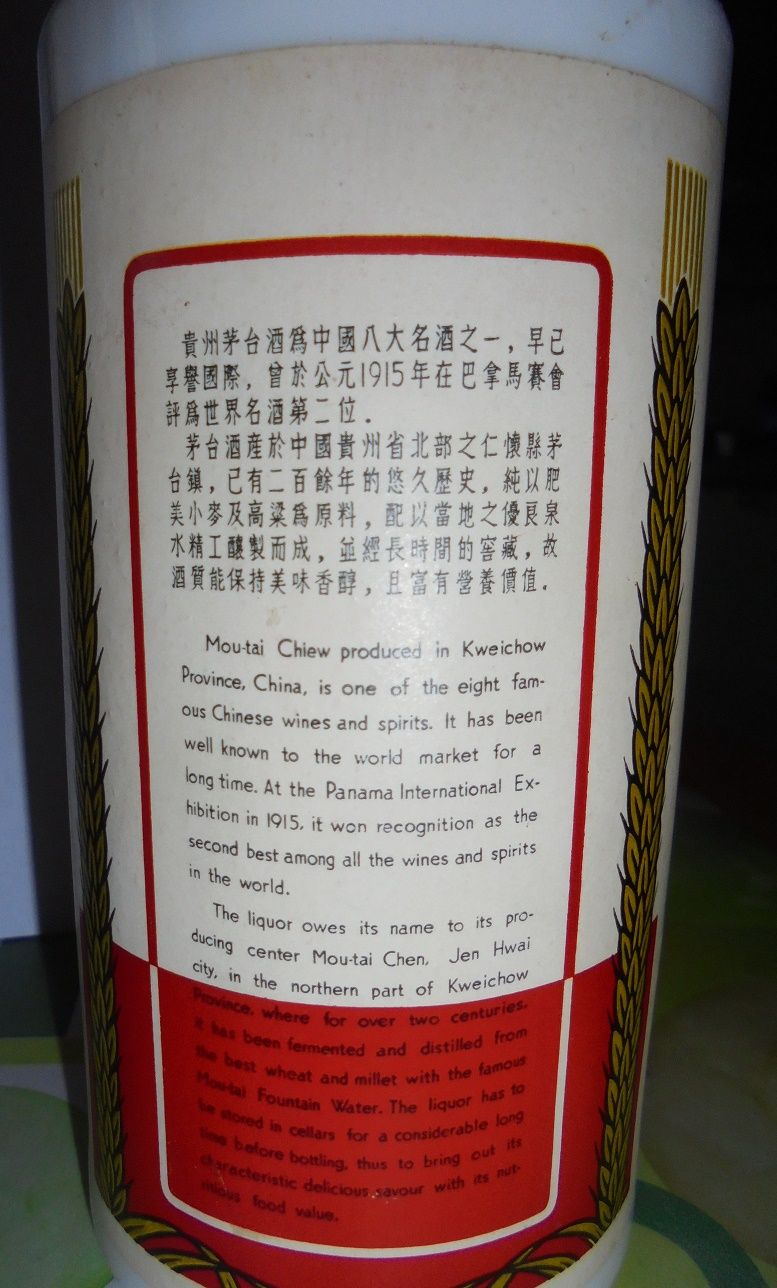 貴州茅台酒爲中國八大名酒之一，早已
享譽國際，曾於公元1915年在巴拿馬賽會
評爲世界名酒第二位．
茅台酒産於中國貴州省北部之仁懷縣茅
台鎮，已有二百餘年的悠久歷史，純以肥
美小麥及高粱爲原料，配以當地之優良泉
水精工釀製而成，並經長時間的窖藏，故
酒質能保持美味香醇，且富有營養價值．
Mou-tai Chiew produced in Kweichow
Province, China, is one of the eight fam-
ous Chinese wines and spirits. It has been
well known to the world market for a
long time. At the Panama International Ex-
hibition in 1915, it won recognition as the
second best among all the wines and spirits
in the world.
The liquor owes its name to its pro-
ducing center Mou-tai Chen, Jen Hwai
city, in the northern part of Kweichow
Province, where for over two centuries.
it has been fermented and distilled from
the best wheat and millet with the famous
Mou-tai Fountain Water. The liquor has to
be stored in cellars for a considerable long
time before bottling, thus to bring out its
characteristic delicious savour with its nut-
ritious food value.